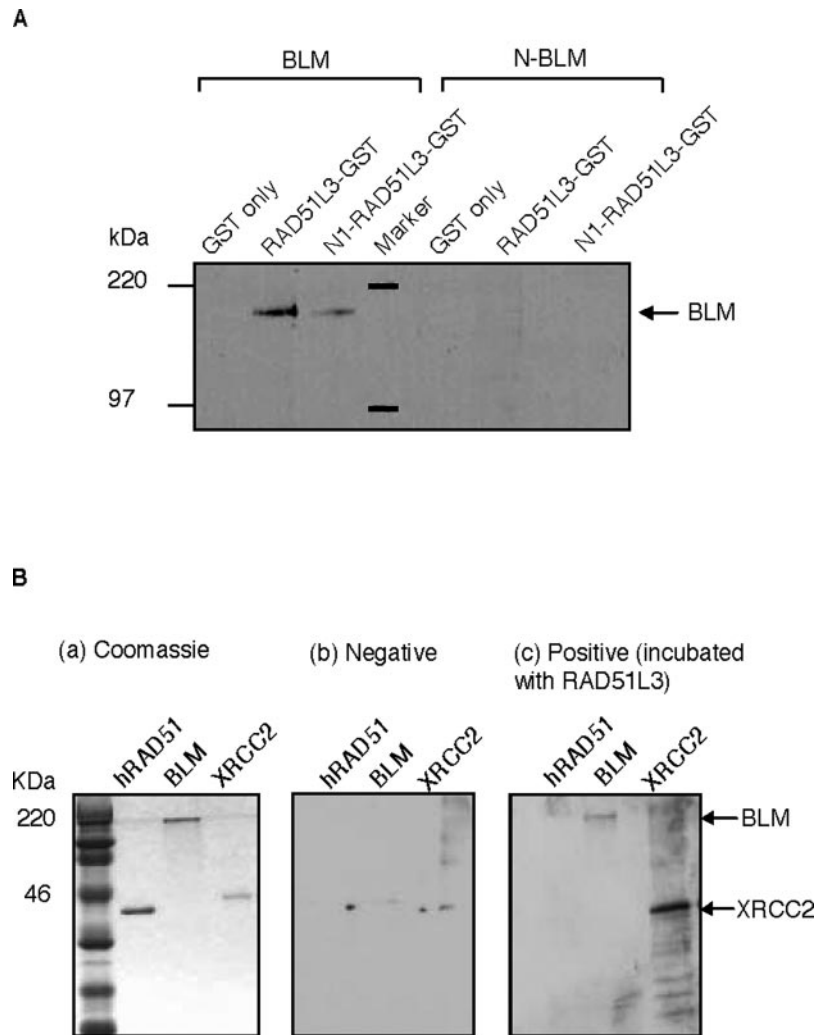 A
BLM N-BLM
GST only RAD51L3-GST N1-RAD51L3-GST Marker GST only RAD51L3-GST N1-RAD51L3-GST
kDa
220
BLM
97
B
(a) Coomassie (b) Negative (c) Positive (incubated
with RAD51L3)
hRAD51 BLM XRCC2 hRAD51 BLM XRCC2 hRAD51 BLM XRCC2
KDa
220 BLM
46
XRCC2